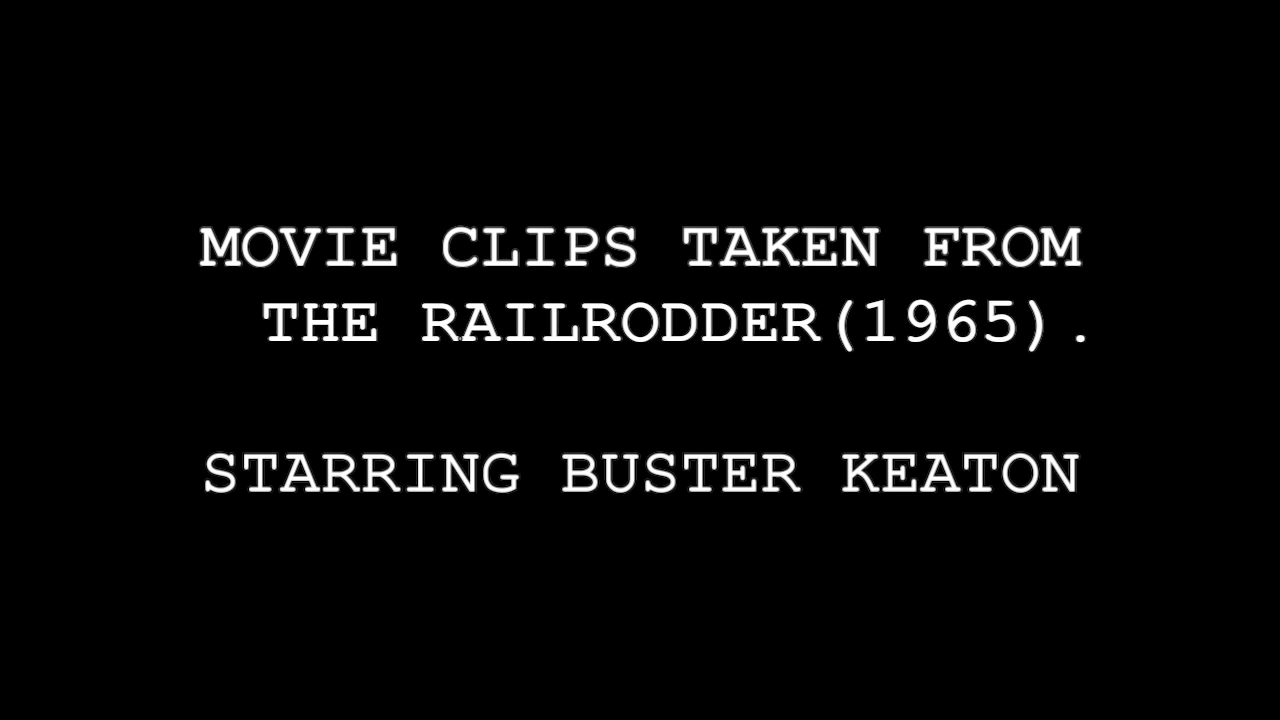 MOVIE CLIPS TAKEN FROM
THE RAILRODDER(1965).
STARRING BUSTER KEATON